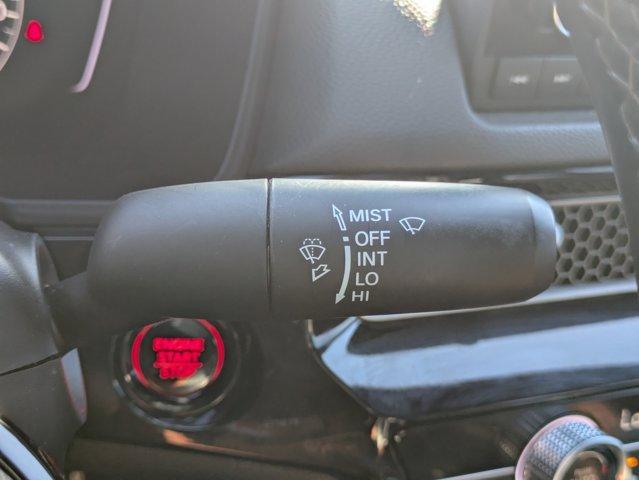 MIST
OFF
INT
LO
HI
ENGINE
START
STOP